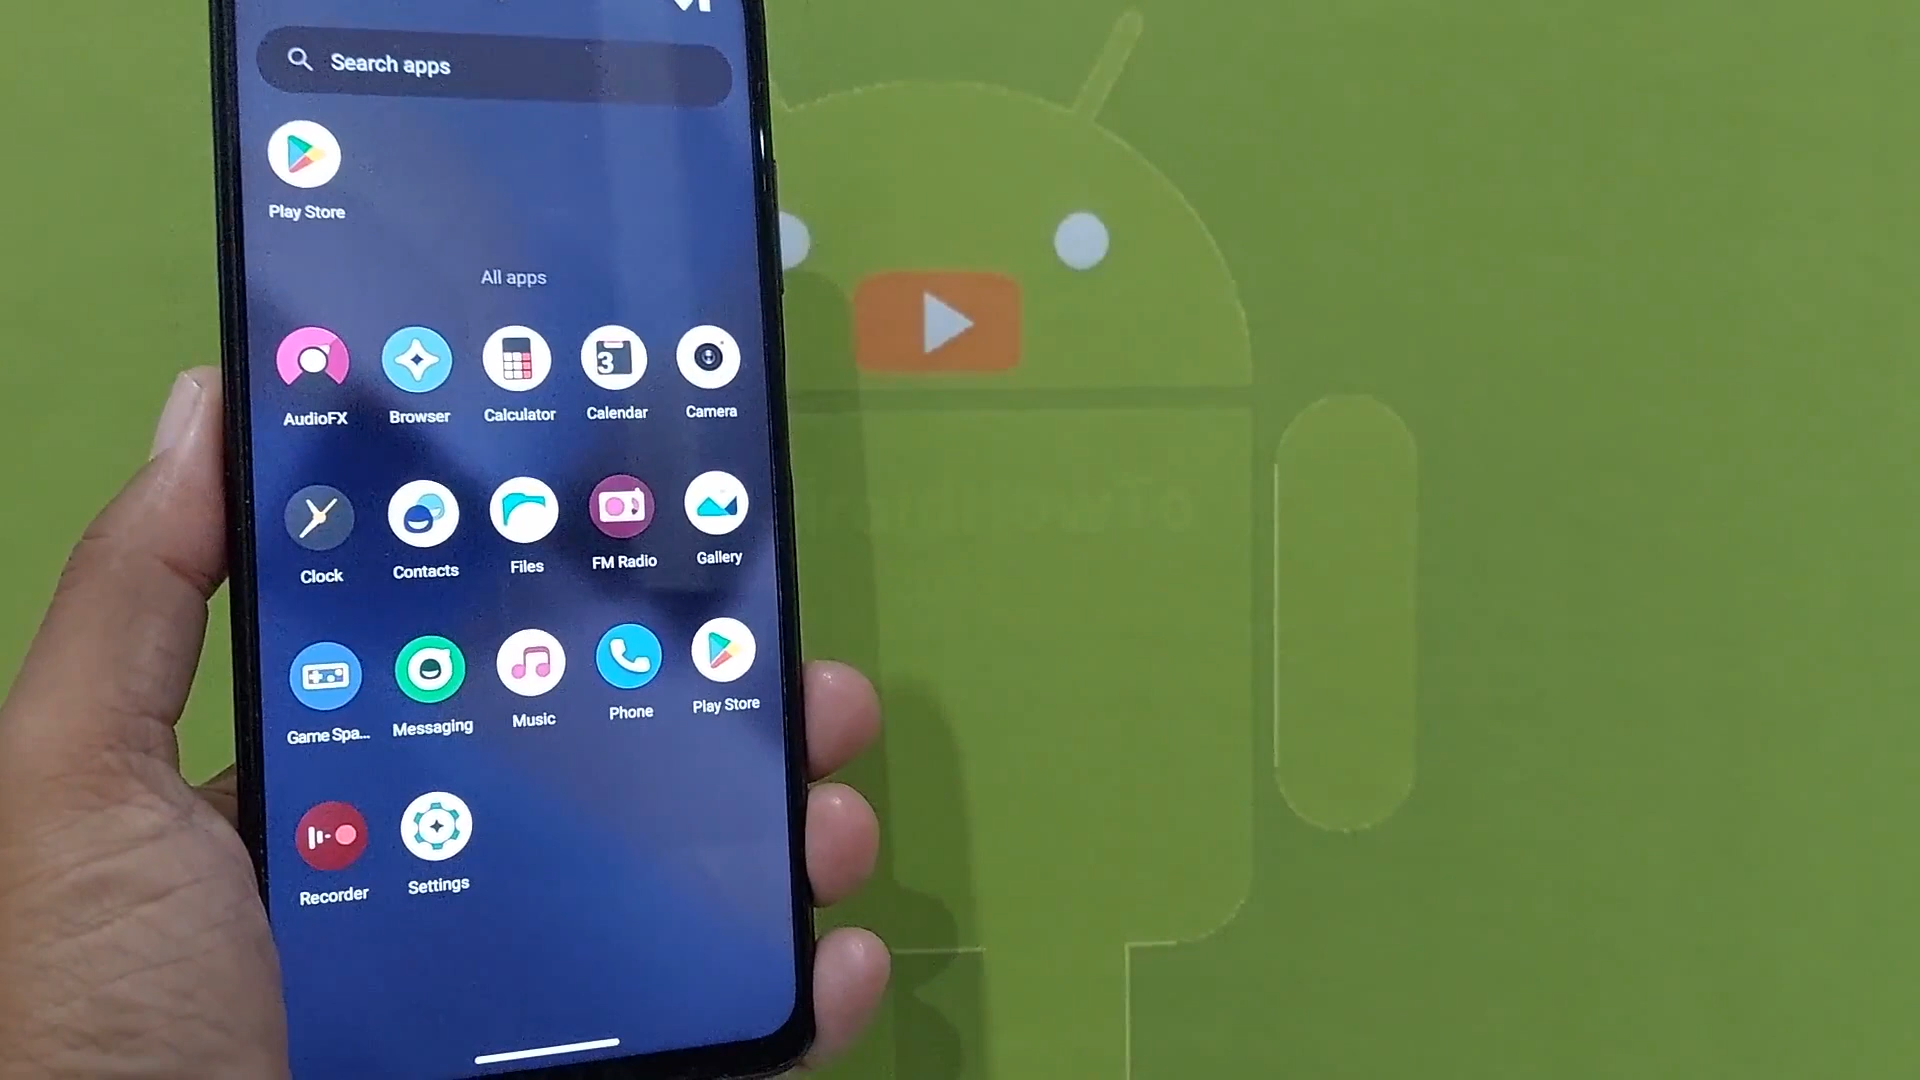 Search apps
Play Store
All apps
AudioFX Browser Calculator Calendar Camera
3
Clock Contacts Files FM Radio Gallery
Game Spa... Messaging Music Phone Play Store
Recorder Settings